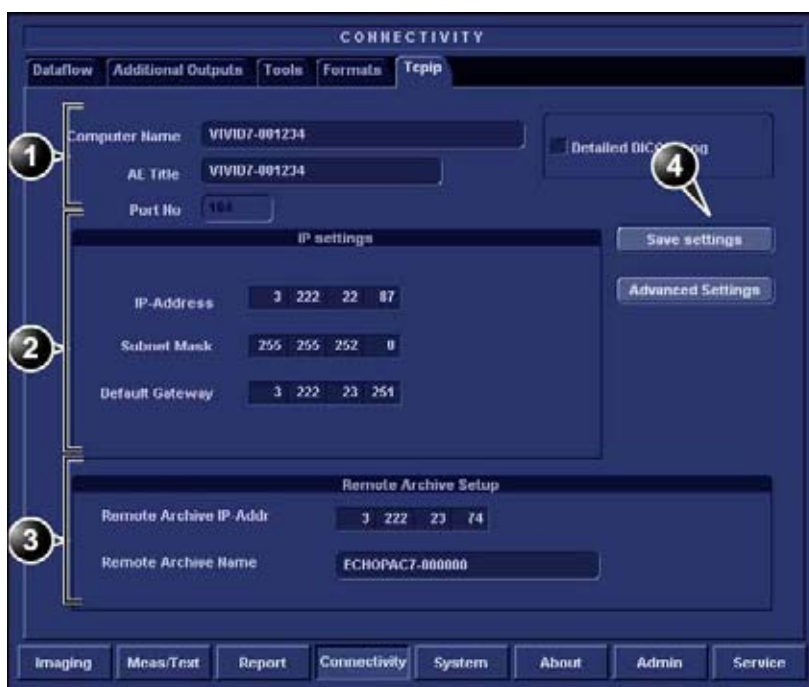 CONNECTIVITY
Dataflow Additional Outputs Tools Formats Tcpip
1
Computer Name VIVID7-001234
AE Title VIVID7-001234
Port No 104
Detailed DICOM Log
4
Save settings
Advanced Settings
2
IP settings
IP-Address 3 222 22 87
Subnet Mask 255 255 252 0
Default Gateway 3 222 23 251
3
Remote Archive Setup
Remote Archive IP-Addr 3 222 23 74
Remote Archive Name ECHOPAC7-000000
Imaging Meas/Text Report Connectivity System About Admin Service